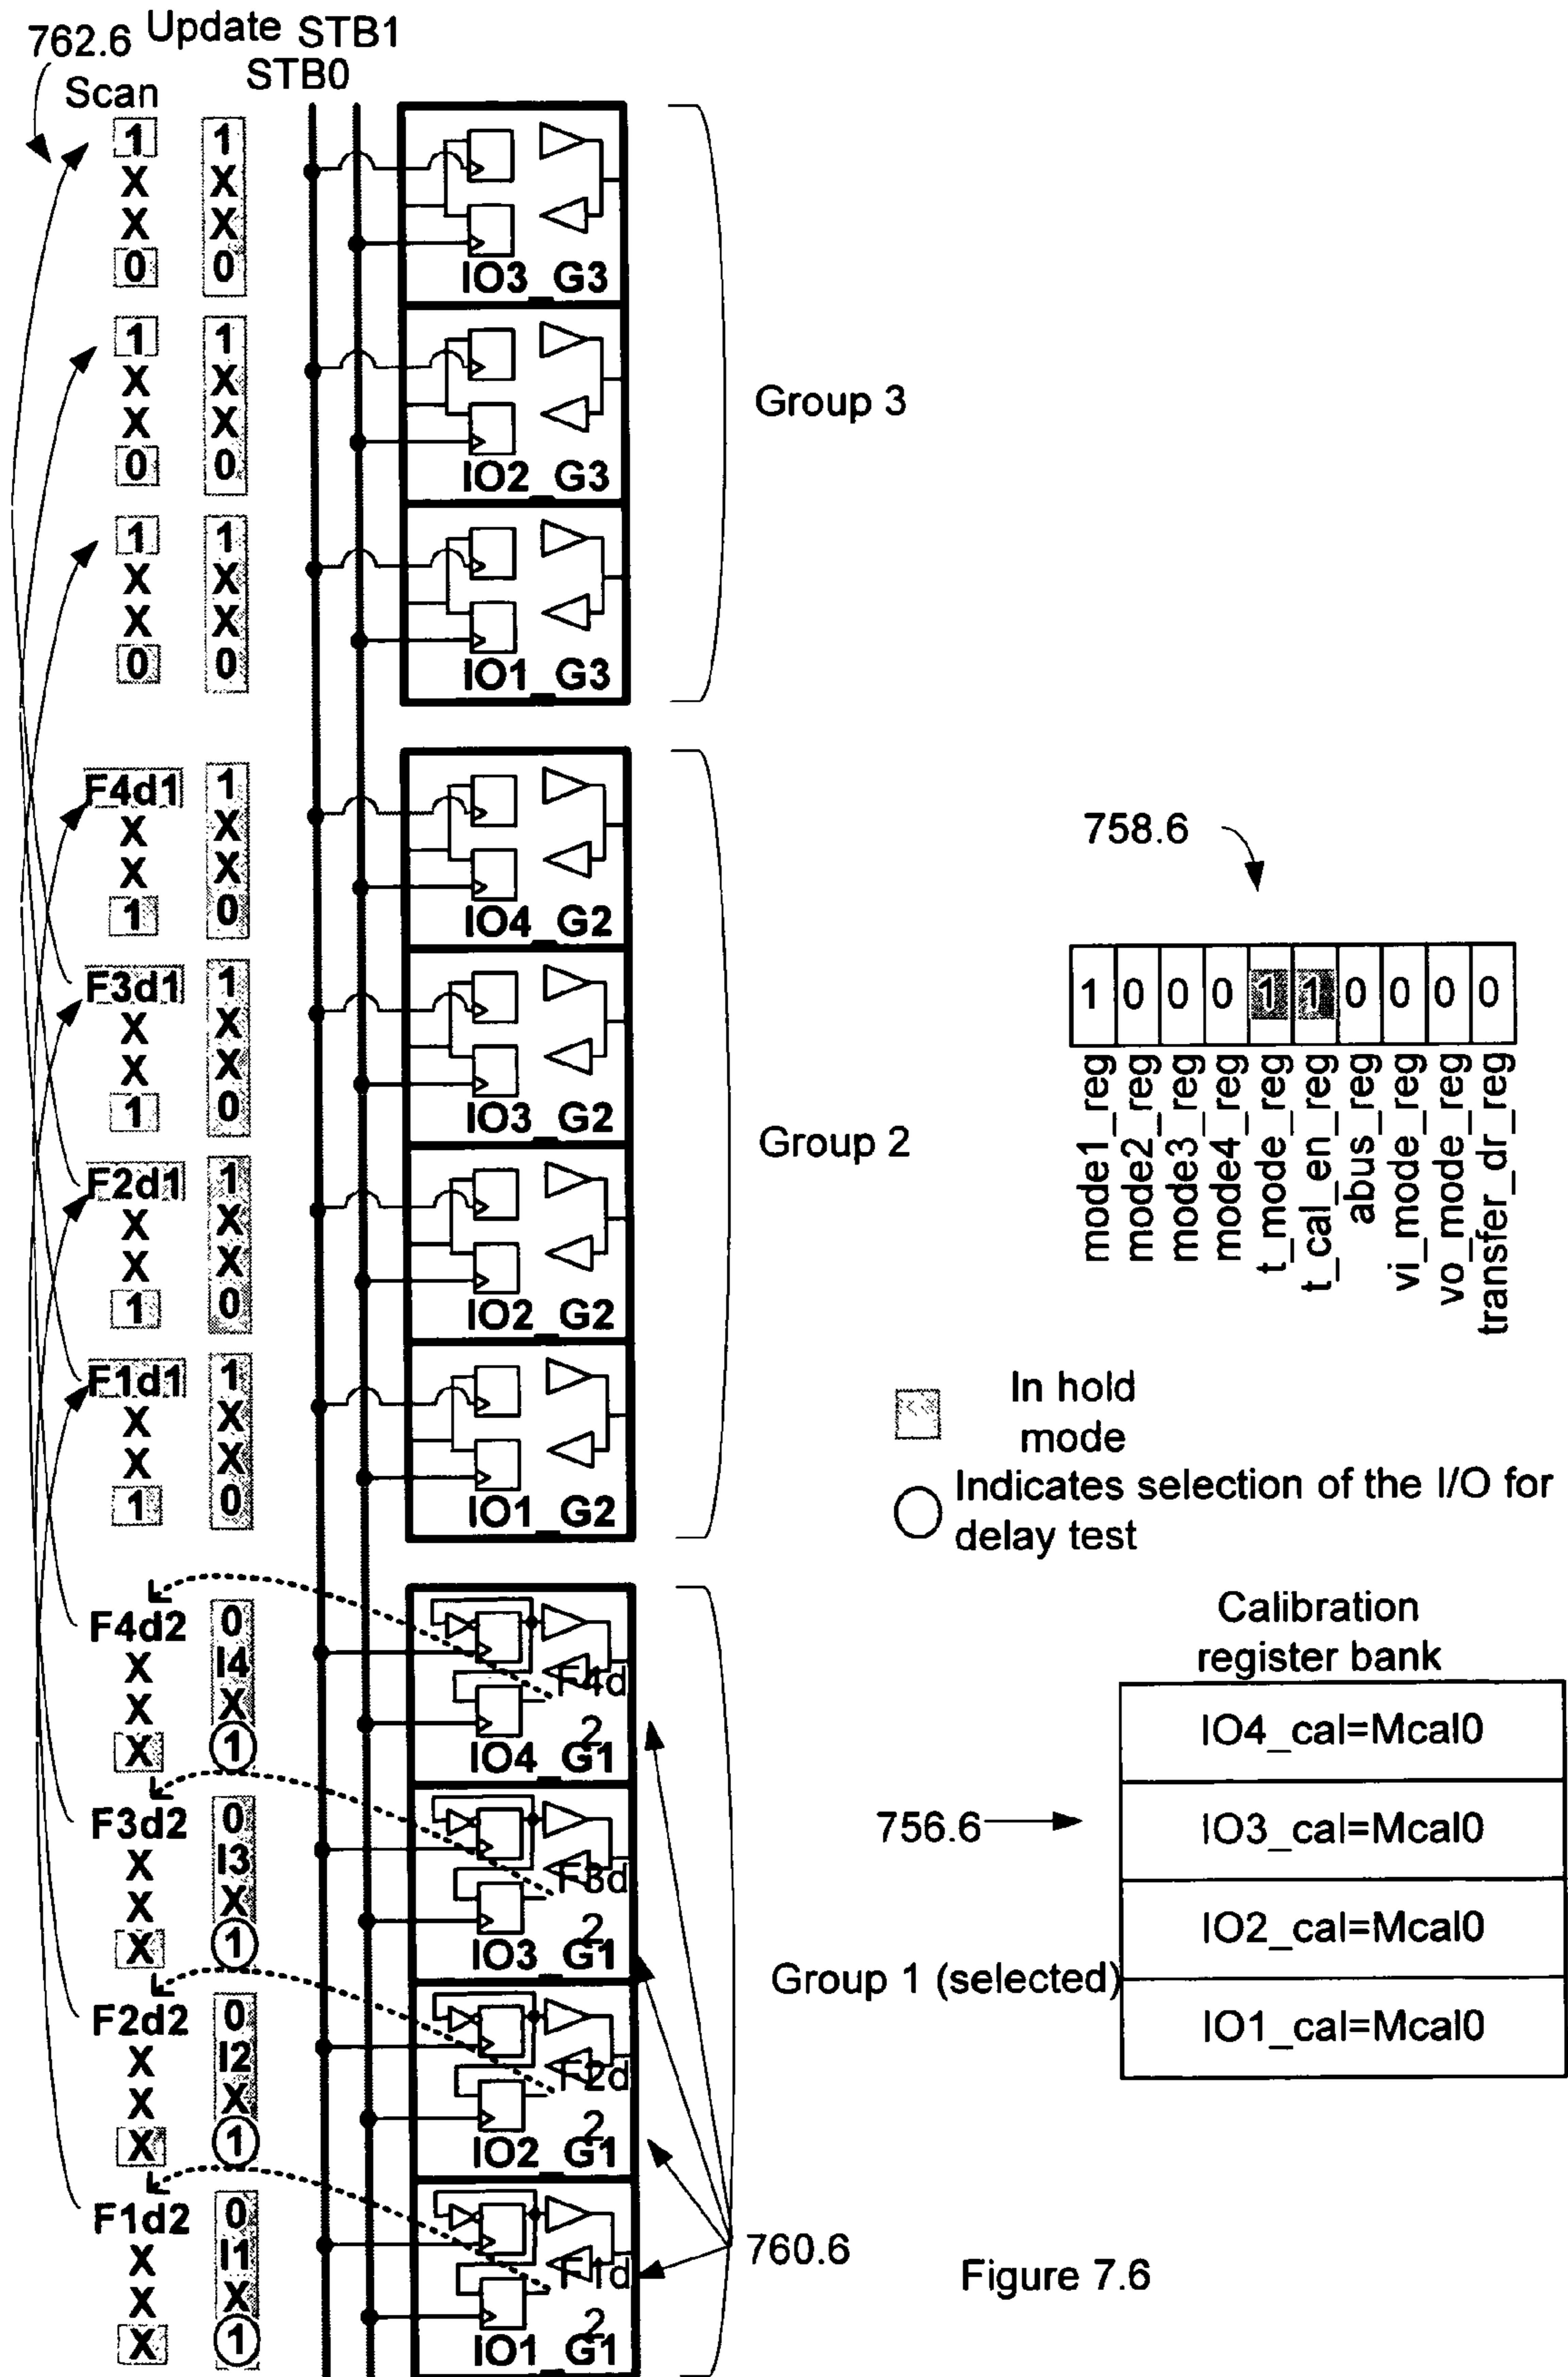 762.6 Update STB1
STB0
Scan
1 1
X X
X X
0 0
IO3_G3
1 1
X X
X X
0 0
IO2_G3
Group 3
1 1
X X
X X
0 0
IO1_G3
F4d1 1
X X
X X
1 0
IO4_G2
758.6
F3d1 1
X X
X X
1 0
IO3_G2
1 0 0 0 1 1 0 0 0 0
mode1_reg
mode2_reg
mode3_reg
mode4_reg
t_mode_reg
t_cal_en_reg
abus_reg
vi_mode_reg
vo_mode_reg
transfer_dr_reg
Group 2
F2d1 1
X X
X X
1 0
IO2_G2
F1d1 1
X X
X X
1 0
IO1_G2
In hold
mode
Indicates selection of the I/O for
delay test
F4d2 0
X I4
X X
X 1
F4d
2
IO4_G1
Calibration
register bank
IO4_cal=Mcal0
IO3_cal=Mcal0
IO2_cal=Mcal0
IO1_cal=Mcal0
756.6
F3d2 0
X I3
X X
X 1
F3d
2
IO3_G1
Group 1 (selected)
F2d2 0
X I2
X X
X 1
F2d
2
IO2_G1
F1d2 0
X I1
X X
X 1
F1d
2
IO1_G1
760.6
Figure 7.6